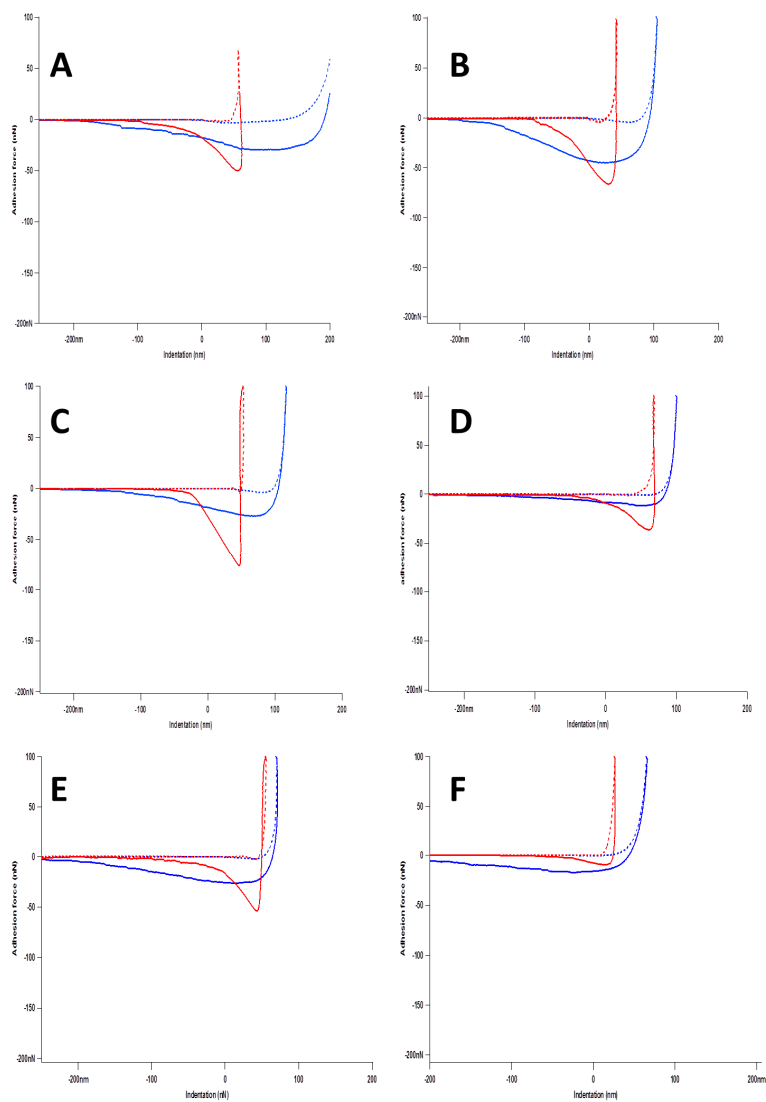 A
100
50
0
-50
-100
-150
-200nN
Adhesion force (nN)
-200nm -100 0 100 200
Indentation (nm)
B
100
50
0
-50
-100
-150
-200nN
Adhesion force (nN)
-200nm -100 0 100 200
Indentation (nm)
C
100
50
0
-50
-100
-150
-200nN
Adhesion force (nN)
-200nm -100 0 100 200
Indentation (nm)
D
100
50
0
-50
-100
-150
-200nN
adhesion force (nN)
-200nm -100 0 100 200
Indentation (nm)
E
100
50
0
-50
-100
-150
-200nN
Adhesion force (nN)
-200nm -100 0 100 200
Indentation (nN)
F
100
50
0
-50
-100
-150
-200nN
Adhesion force (nN)
-200 -100 0 100 200nm
Indentation (nm)